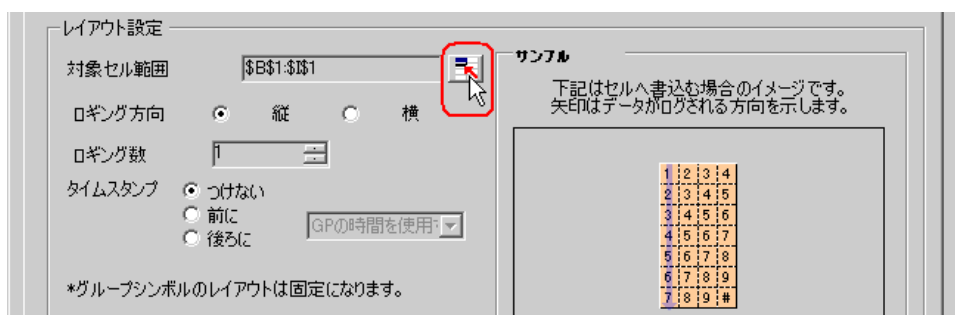 レイアウト設定
対象セル範囲 $B$1:$I$1
ロギング方向 縦 横
ロギング数 1
タイムスタンプ つけない
前に
後ろに
GPの時間を使用
*グループシンボルのレイアウトは固定になります。
サンプル
下記はセルへ書込む場合のイメージです。
矢印はデータがログされる方向を示します。
1 2 3 4
2 3 4 5
3 4 5 6
4 5 6 7
5 6 7 8
6 7 8 9
7 8 9 #